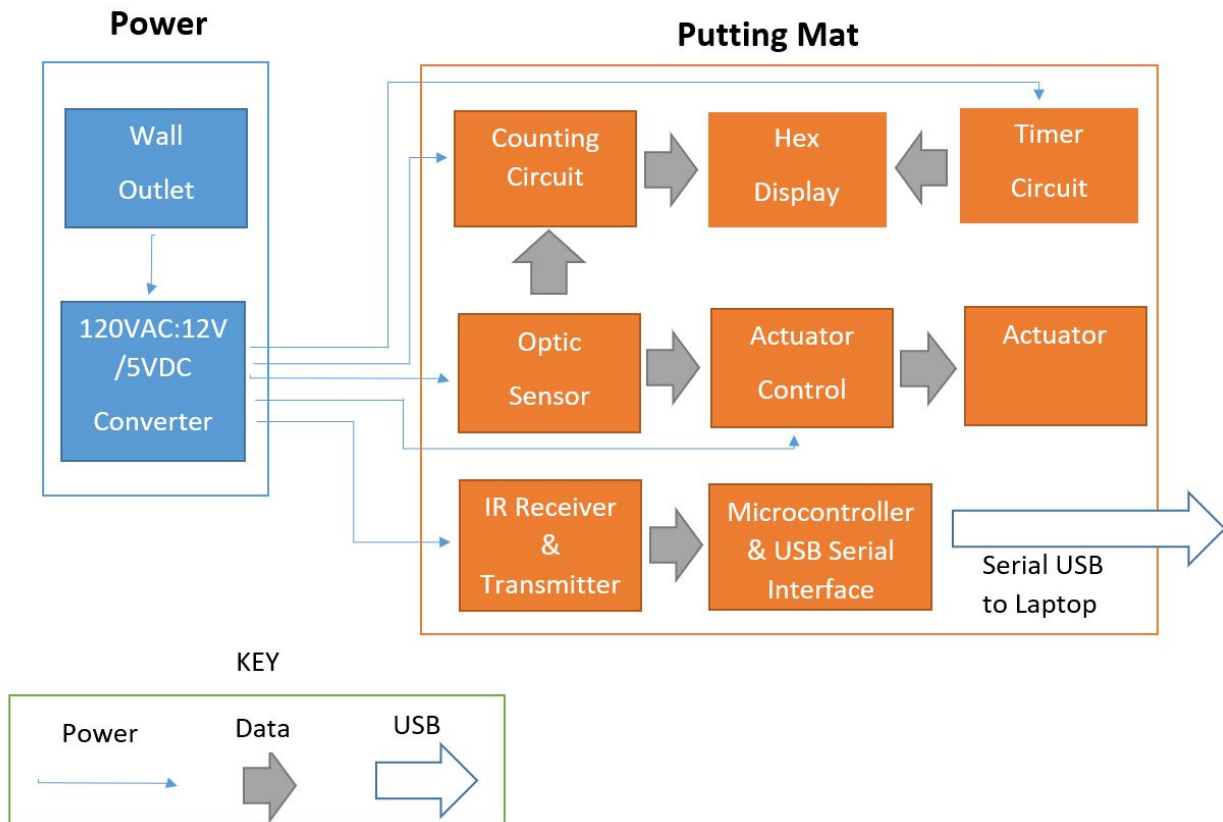 Power
Putting Mat
Wall
Outlet
120VAC:12V
/5VDC
Converter
Counting
Circuit
Hex
Display
Timer
Circuit
Optic
Sensor
Actuator
Control
Actuator
IR Receiver
&
Transmitter
Microcontroller
& USB Serial
Interface
Serial USB
to Laptop
KEY
Power
Data
USB